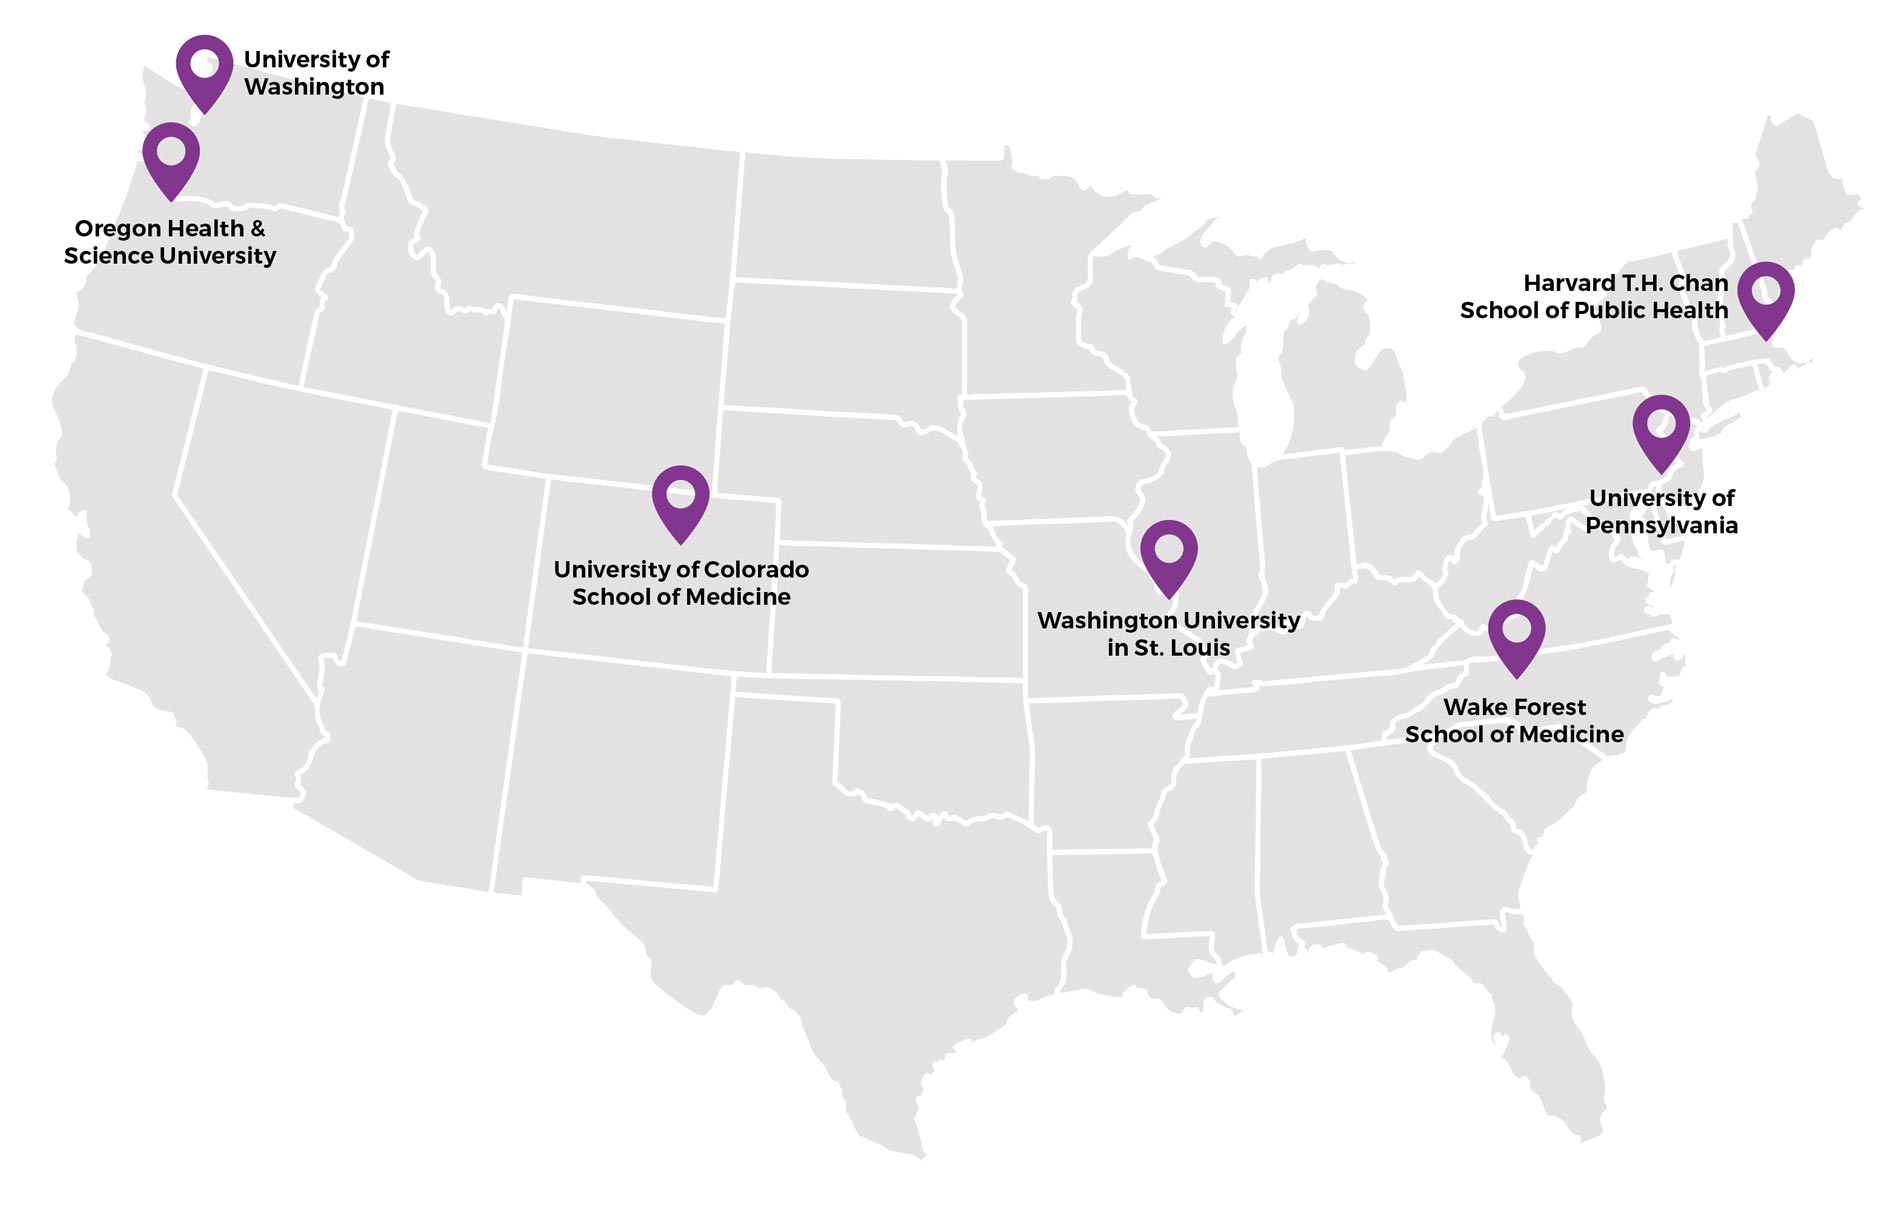 University of
Washington
Oregon Health &
Science University
Harvard T.H. Chan
School of Public Health
University of
Pennsylvania
University of Colorado
School of Medicine
Washington University
in St. Louis
Wake Forest
School of Medicine